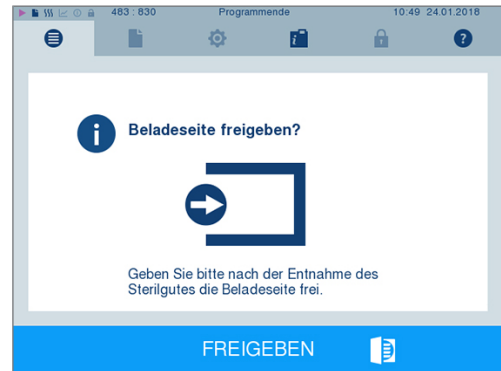 483 : 830 Programmende 10:49 24.01.2018
Beladeseite freigeben?
Geben Sie bitte nach der Entnahme des
Sterilgutes die Beladeseite frei.
FREIGEBEN